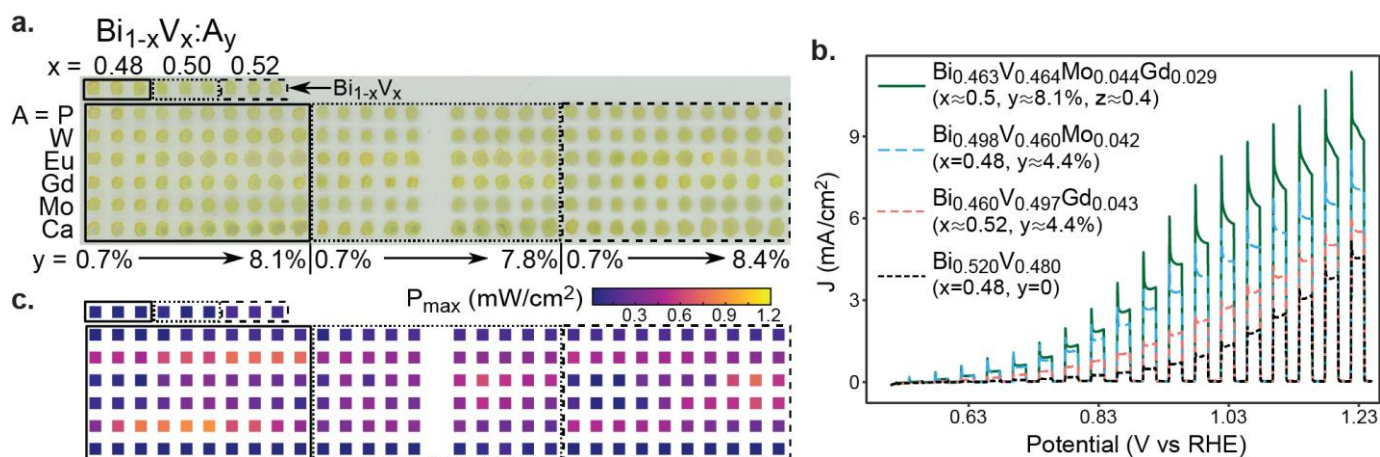 a.
Bi1-xVx:Ay
x = 0.48 0.50 0.52
Bi1-xVx
A = P
W
Eu
Gd
Mo
Ca
y = 0.7% 8.1% 0.7% 7.8% 0.7% 8.4%
c.
Pmax (mW/cm2)
0.3 0.6 0.9 1.2
b.
Bi0.463V0.464Mo0.044Gd0.029
(x≈0.5, y≈8.1%, z≈0.4)
Bi0.498V0.460Mo0.042
(x=0.48, y≈4.4%)
Bi0.460V0.497Gd0.043
(x≈0.52, y≈4.4%)
Bi0.520V0.480
(x=0.48, y=0)
J (mA/cm2)
9
6
3
0
0.63 0.83 1.03 1.23
Potential (V vs RHE)